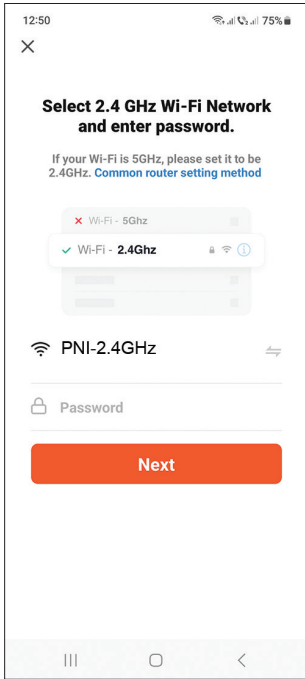 12:50
75%
Select 2.4 GHz Wi-Fi Network
and enter password.
If your Wi-Fi is 5GHz, please set it to be
2.4GHz. Common router setting method
Wi-Fi - 5Ghz
Wi-Fi - 2.4Ghz
PNI-2.4GHz
Password
Next